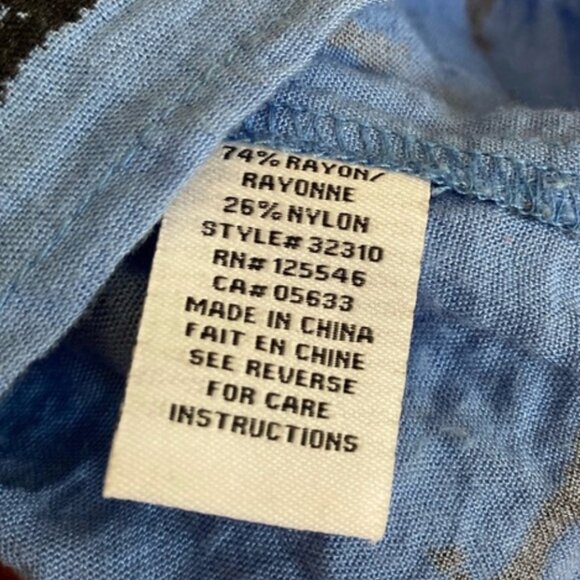 74% RAYON/
RAYONNE
26% NYLON
STYLE# 32310
RN# 125546
CA# 05633
MADE IN CHINA
FAIT EN CHINE
SEE REVERSE
FOR CARE
INSTRUCTIONS